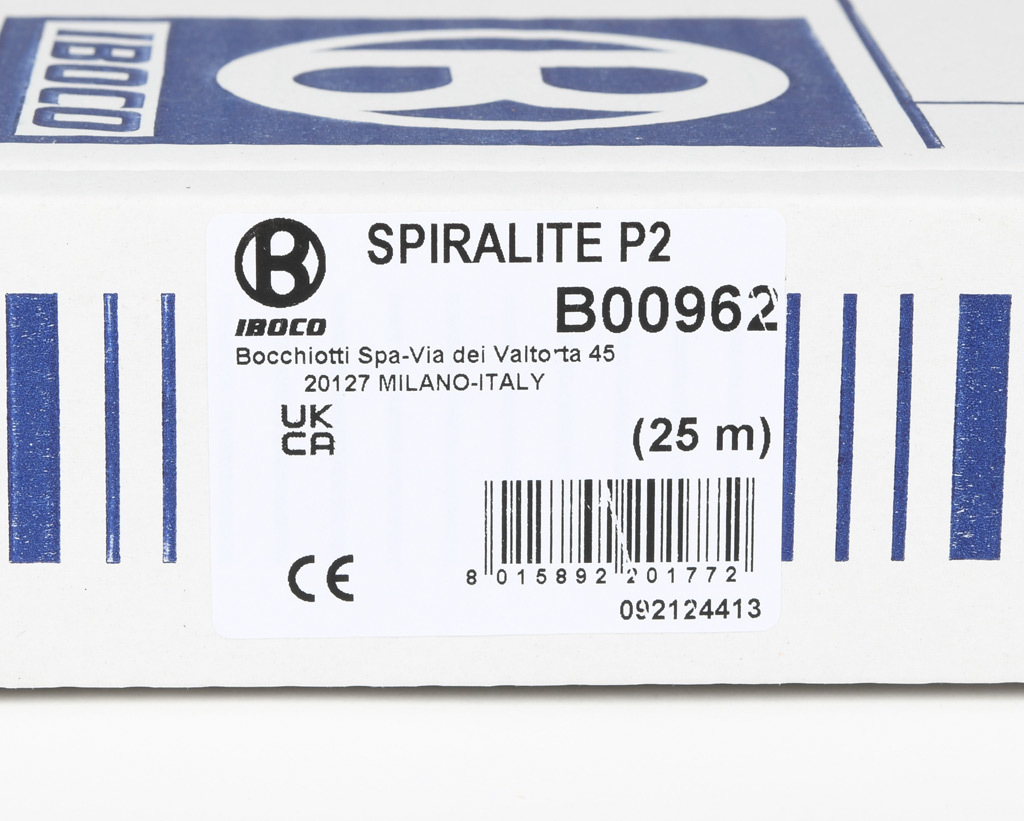 IBOCO
B
B
SPIRALITE P2
B00962
IBOCO
Bocchiotti Spa-Via dei Valtorta 45
20127 MILANO-ITALY
UK
CA
(25 m)
CE
8 015892 201772
092124413